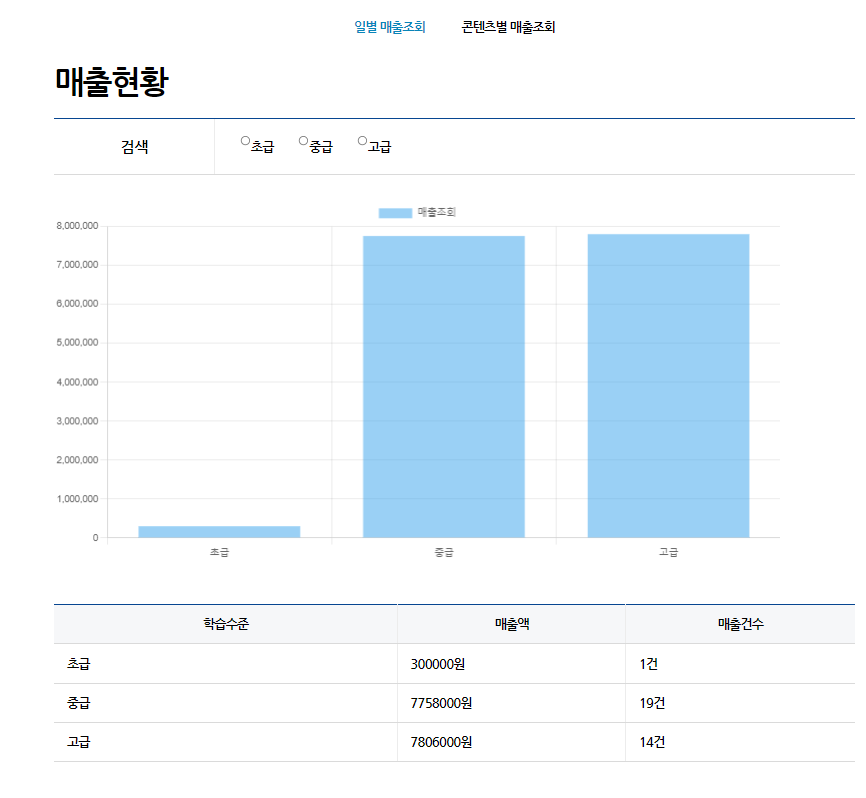 일별 매출조회 콘텐츠별 매출조회
매출현황
검색 초급 중급 고급
매출조회
8,000,000
7,000,000
6,000,000
5,000,000
4,000,000
3,000,000
2,000,000
1,000,000
0
초급 중급 고급
학습수준 매출액 매출건수
초급 300000원 1건
중급 7758000원 19건
고급 7806000원 14건